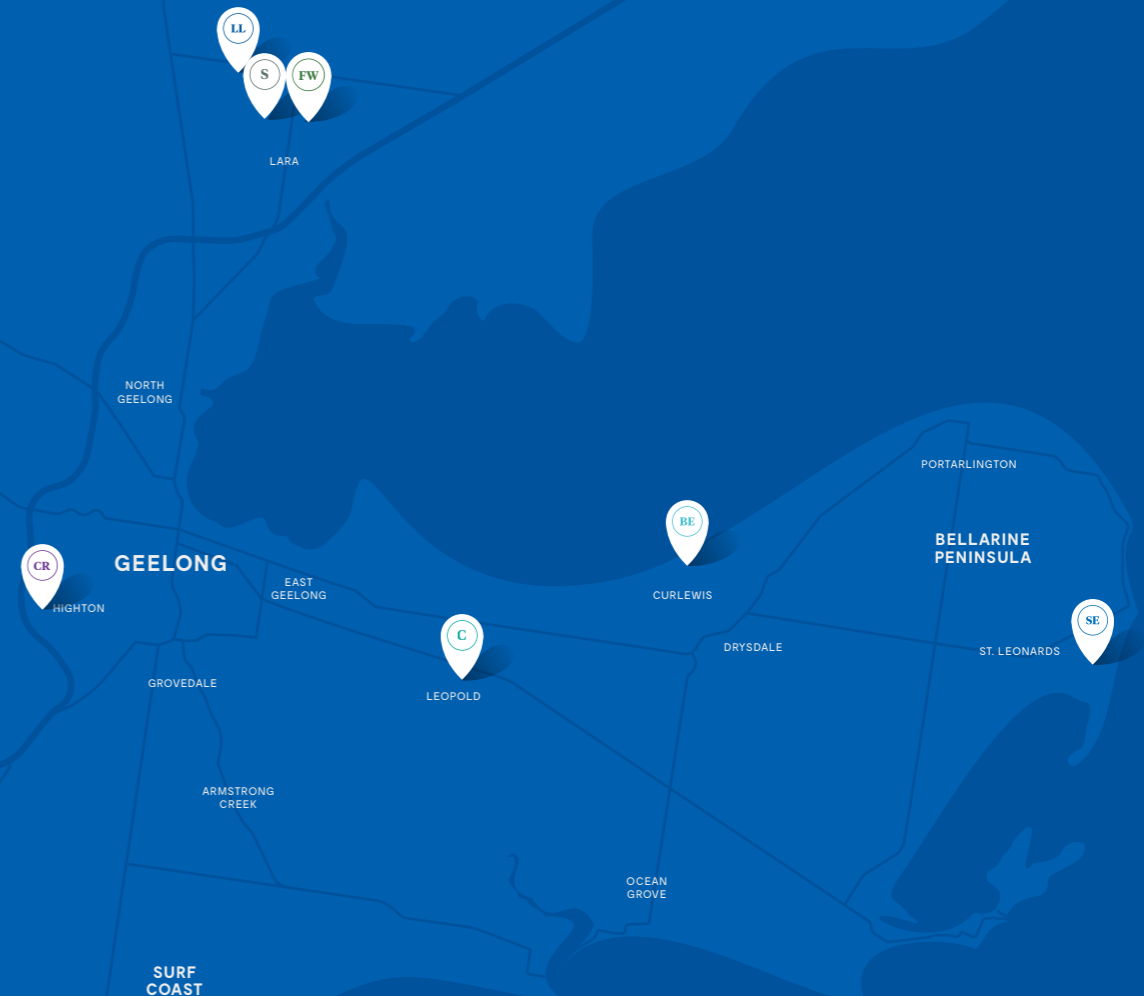 LL
S
FW
LARA
NORTH
GEELONG
PORTARLINGTON
BE
BELLARINE
PENINSULA
CR
GEELONG
EAST
GEELONG
CURLEWIS
HIGHTON
SE
C
DRYSDALE
ST. LEONARDS
GROVEDALE
LEOPOLD
ARMSTRONG
CREEK
OCEAN
GROVE
SURF
COAST